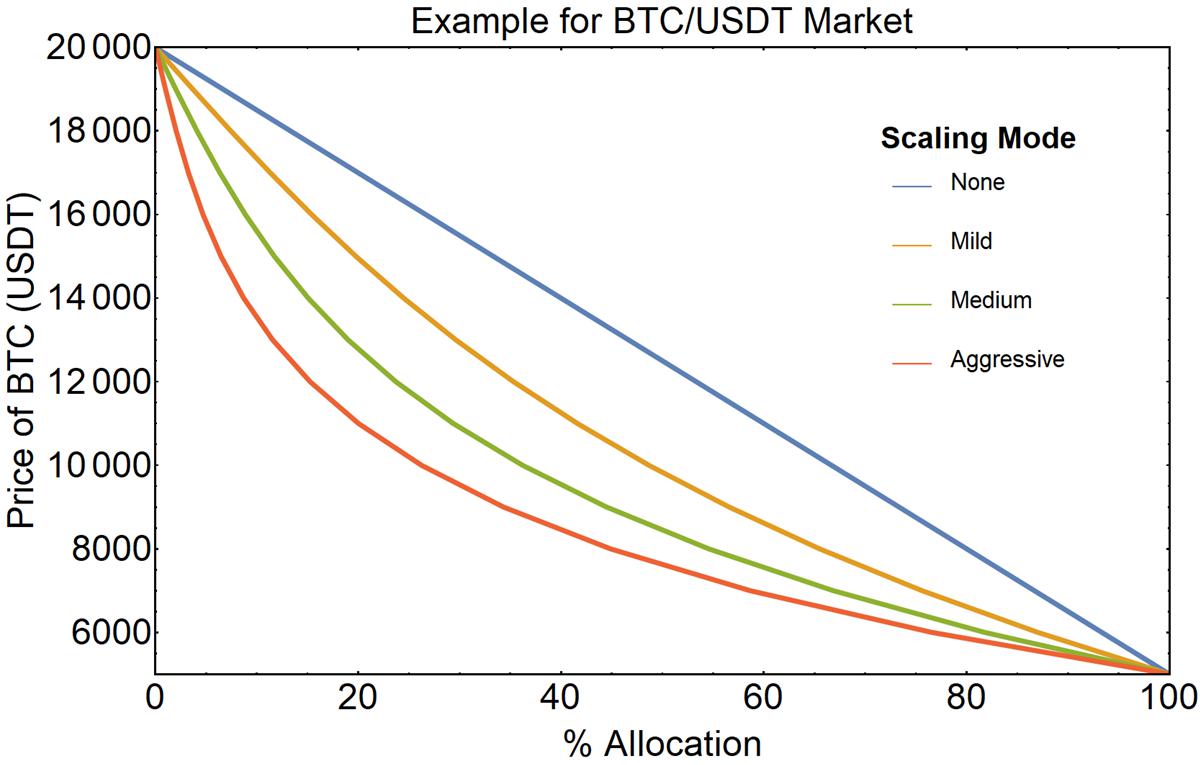 Example for BTC/USDT Market
20 000
18 000
16 000
14 000
12 000
10 000
8000
6000
Price of BTC (USDT)
Scaling Mode
None
Mild
Medium
Aggressive
0 20 40 60 80 100
% Allocation